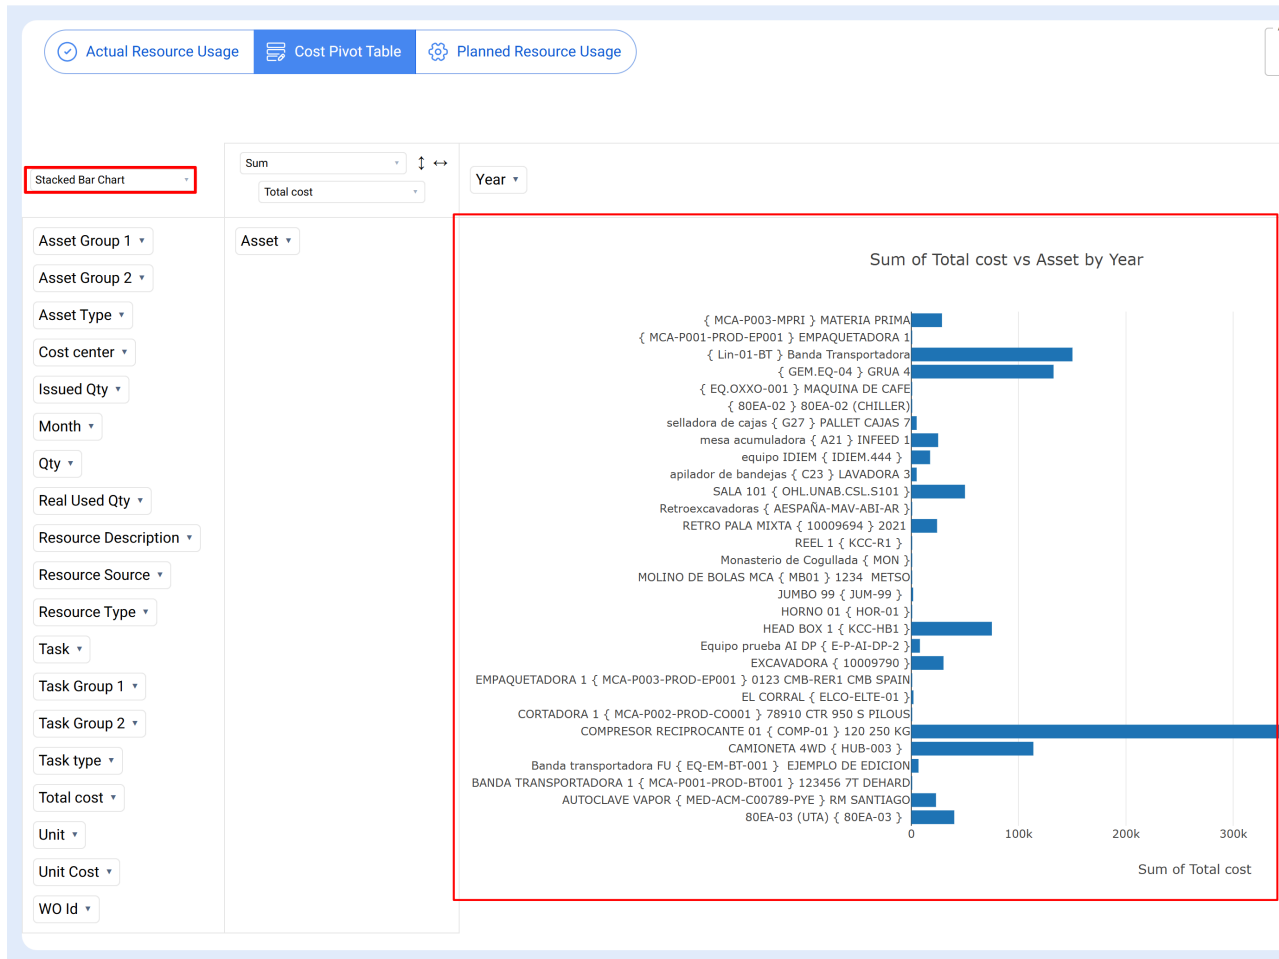 Actual Resource Usage
Cost Pivot Table
Planned Resource Usage
Stacked Bar Chart
Sum
Total cost
Year
Asset Group 1
Asset Group 2
Asset Type
Cost center
Issued Qty
Month
Qty
Real Used Qty
Resource Description
Resource Source
Resource Type
Task
Task Group 1
Task Group 2
Task type
Total cost
Unit
Unit Cost
WO Id
Asset
Sum of Total cost vs Asset by Year
{ MCA-P003-MPRI } MATERIA PRIMA
{ MCA-P001-PROD-EP001 } EMPAQUETADORA 1
{ Lin-01-BT } Banda Transportadora
{ GEM.EQ-04 } GRUA 4
{ EQ.OXXO-001 } MAQUINA DE CAFE
{ 80EA-02 } 80EA-02 (CHILLER)
selladora de cajas { G27 } PALLET CAJAS 7
mesa acumuladora { A21 } INFEED 1
equipo IDIEM { IDIEM.444 }
apilador de bandejas { C23 } LAVADORA 3
SALA 101 { OHL.UNAB.CSL.S101 }
Retroexcavadoras { AESPAÑA-MAV-ABI-AR }
RETRO PALA MIXTA { 10009694 } 2021
REEL 1 { KCC-R1 }
Monasterio de Cogullada { MON }
MOLINO DE BOLAS MCA { MB01 } 1234 METSO
JUMBO 99 { JUM-99 }
HORNO 01 { HOR-01 }
HEAD BOX 1 { KCC-HB1 }
Equipo prueba AI DP { E-P-AI-DP-2 }
EXCAVADORA { 10009790 }
EMPAQUETADORA 1 { MCA-P003-PROD-EP001 } 0123 CMB-RER1 CMB SPAIN
EL CORRAL { ELCO-ELTE-01 }
CORTADORA 1 { MCA-P002-PROD-CO001 } 78910 CTR 950 S PILOUS
COMPRESOR RECIPROCANTE 01 { COMP-01 } 120 250 KG
CAMIONETA 4WD { HUB-003 }
Banda transportadora FU { EQ-EM-BT-001 } EJEMPLO DE EDICION
BANDA TRANSPORTADORA 1 { MCA-P001-PROD-BT001 } 123456 7T DEHARD
AUTOCLAVE VAPOR { MED-ACM-C00789-PYE } RM SANTIAGO
80EA-03 (UTA) { 80EA-03 }
0 100k 200k 300k
Sum of Total cost